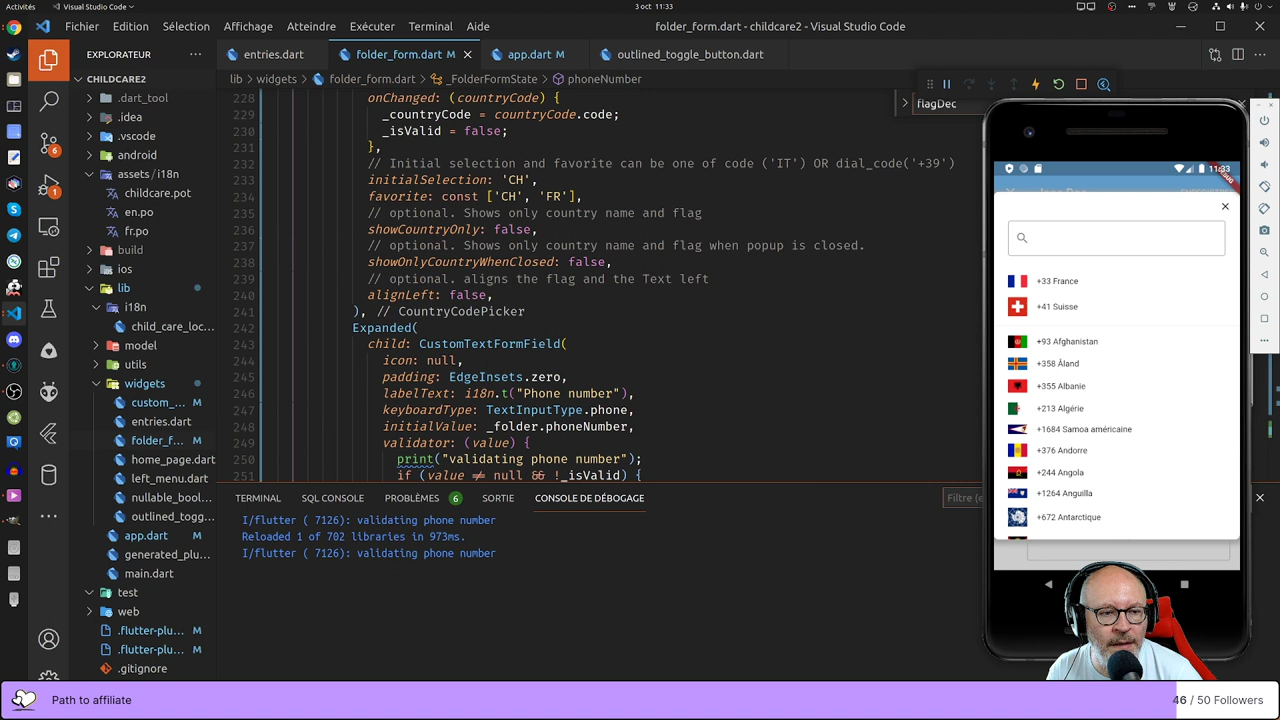 Activités
Visual Studio Code
3 oct 11:33
Fichier Edition Sélection Affichage Atteindre Exécuter Terminal Aide
folder_form.dart - childcare2 - Visual Studio Code
EXPLORATEUR
entries.dart
folder_form.dart M
app.dart M
outlined_toggle_button.dart
CHILDCARE2
lib > widgets > folder_form.dart > _FolderFormState > phoneNumber
.dart_tool
.idea
.vscode
android
assets/i18n
childcare.pot
en.po
fr.po
build
ios
lib
i18n
child_care_loc...
model
utils
widgets
custom_... M
entries.dart
folder_f... M
home_page.dart
left_menu.dart
nullable_bool...
outlined_togg...
app.dart M
generated_plu...
main.dart
test
web
.flutter-plu... M
.flutter-plu... M
.gitignore
6
1
228 onChanged: (countryCode) {
229 _countryCode = countryCode.code;
230 _isValid = false;
231 },
232 // Initial selection and favorite can be one of code ('IT') OR dial_code('+39')
233 initialSelection: 'CH',
234 favorite: const ['CH', 'FR'],
235 // optional. Shows only country name and flag
236 showCountryOnly: false,
237 // optional. Shows only country name and flag when popup is closed.
238 showOnlyCountryWhenClosed: false,
239 // optional. aligns the flag and the Text left
240 alignLeft: false,
241 ), // CountryCodePicker
242 Expanded(
243 child: CustomTextFormField(
244 icon: null,
245 padding: EdgeInsets.zero,
246 labelText: i18n.t("Phone number"),
247 keyboardType: TextInputType.phone,
248 initialValue: _folder.phoneNumber,
249 validator: (value) {
250 print("validating phone number");
251 if (value ≠ null && !_isValid) {
flagDec
TERMINAL SQL CONSOLE PROBLÈMES 6 SORTIE CONSOLE DE DÉBOGAGE
Filtre (e
I/flutter ( 7126): validating phone number
Reloaded 1 of 702 libraries in 973ms.
I/flutter ( 7126): validating phone number
11:33
+33 France
+41 Suisse
+93 Afghanistan
+358 Åland
+355 Albanie
+213 Algérie
+1684 Samoa américaine
+376 Andorre
+244 Angola
+1264 Anguilla
+672 Antarctique
Path to affiliate
46 / 50 Followers